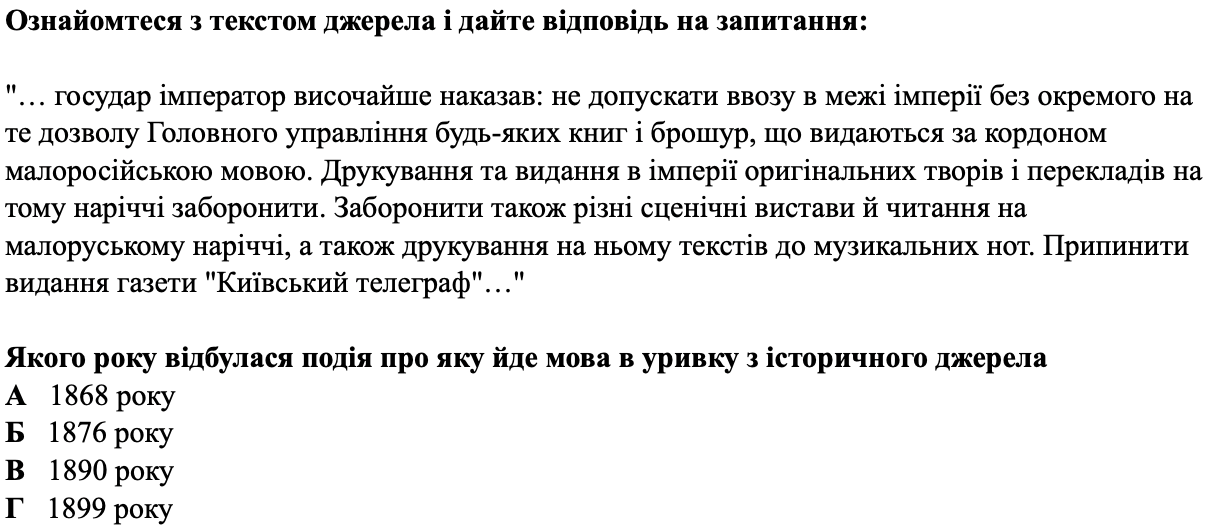 Ознайомтеся з текстом джерела і дайте відповідь на запитання:
"… государ імператор височайше наказав: не допускати ввозу в межі імперії без окремого на
те дозволу Головного управління будь-яких книг і брошур, що видаються за кордоном
малоросійською мовою. Друкування та видання в імперії оригінальних творів і перекладів на
тому наріччі заборонити. Заборонити також різні сценічні вистави й читання на
малоруському наріччі, а також друкування на ньому текстів до музикальних нот. Припинити
видання газети "Київський телеграф"…"
Якого року відбулася подія про яку йде мова в уривку з історичного джерела
А 1868 року
Б 1876 року
В 1890 року
Г 1899 року